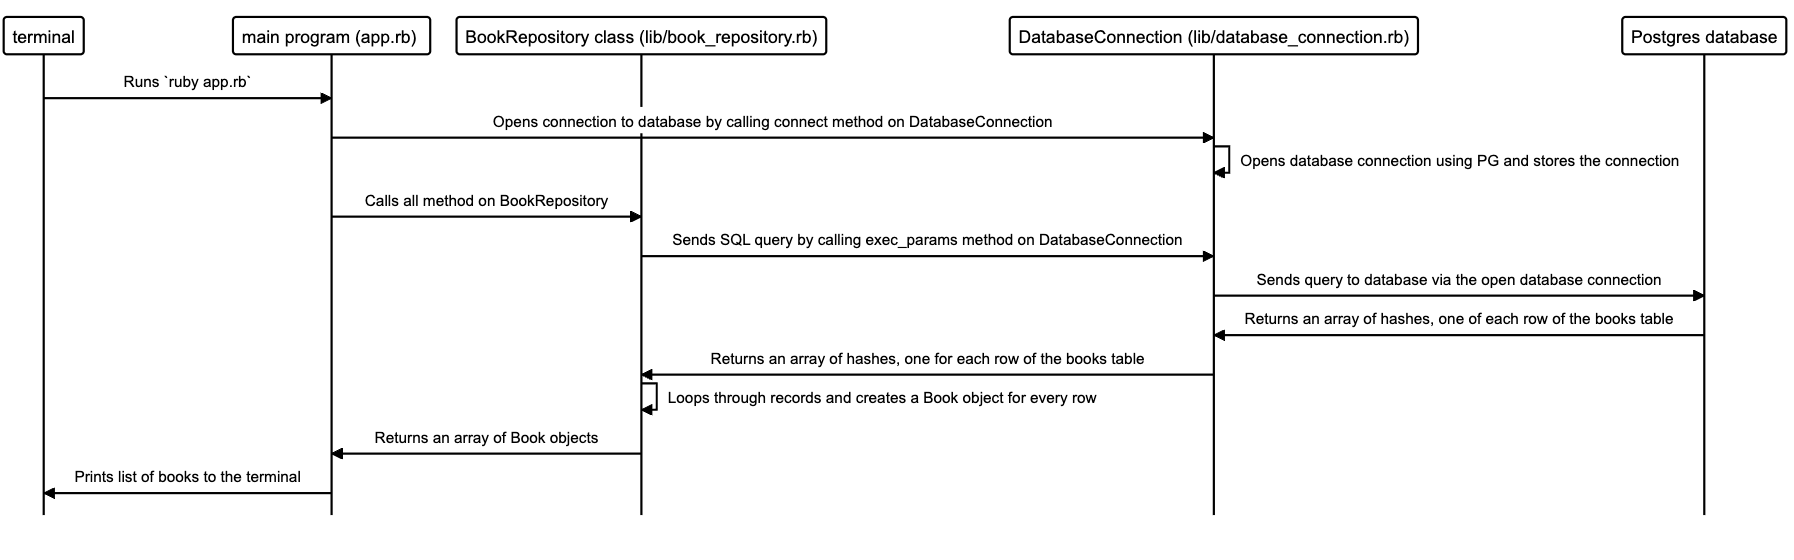 terminal
main program (app.rb)
BookRepository class (lib/book_repository.rb)
DatabaseConnection (lib/database_connection.rb)
Postgres database
Runs `ruby app.rb`
Opens connection to database by calling connect method on DatabaseConnection
Opens database connection using PG and stores the connection
Calls all method on BookRepository
Sends SQL query by calling exec_params method on DatabaseConnection
Sends query to database via the open database connection
Returns an array of hashes, one of each row of the books table
Returns an array of hashes, one for each row of the books table
Loops through records and creates a Book object for every row
Returns an array of Book objects
Prints list of books to the terminal